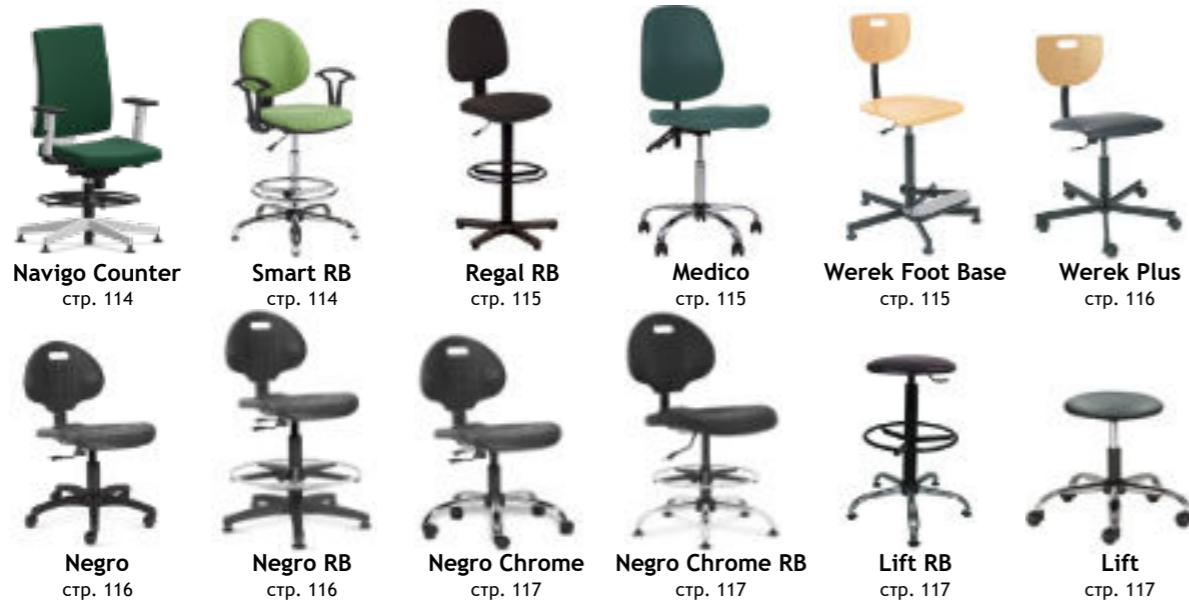 Navigo Counter Smart RB Regal RB Medico Werek Foot Base Werek Plus
стр. 114 стр. 114 стр. 115 стр. 115 стр. 115 стр. 116
Negro Negro RB Negro Chrome Negro Chrome RB Lift RB Lift
стр. 116 стр. 116 стр. 117 стр. 117 стр. 117 стр. 117